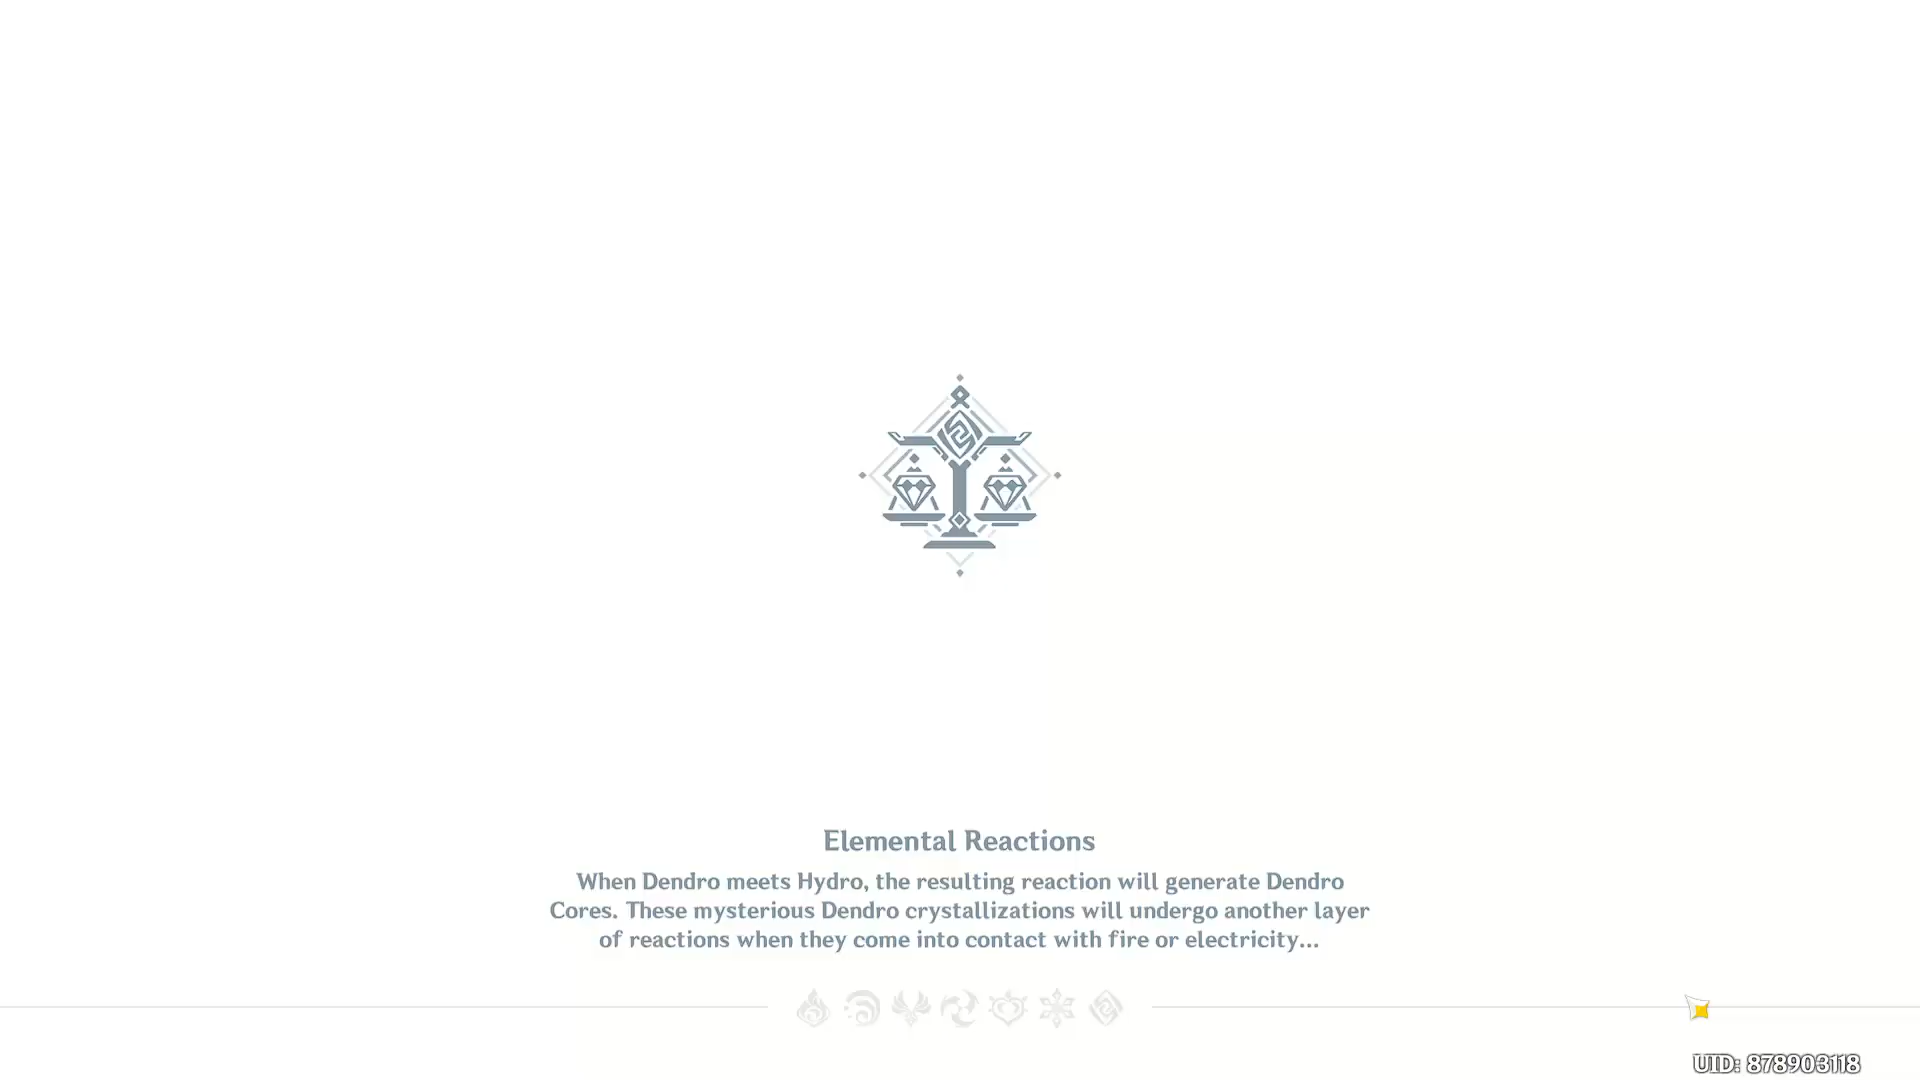 Elemental Reactions
When Dendro meets Hydro, the resulting reaction will generate Dendro
Cores. These mysterious Dendro crystallizations will undergo another layer
of reactions when they come into contact with fire or electricity...
UID: 878903118